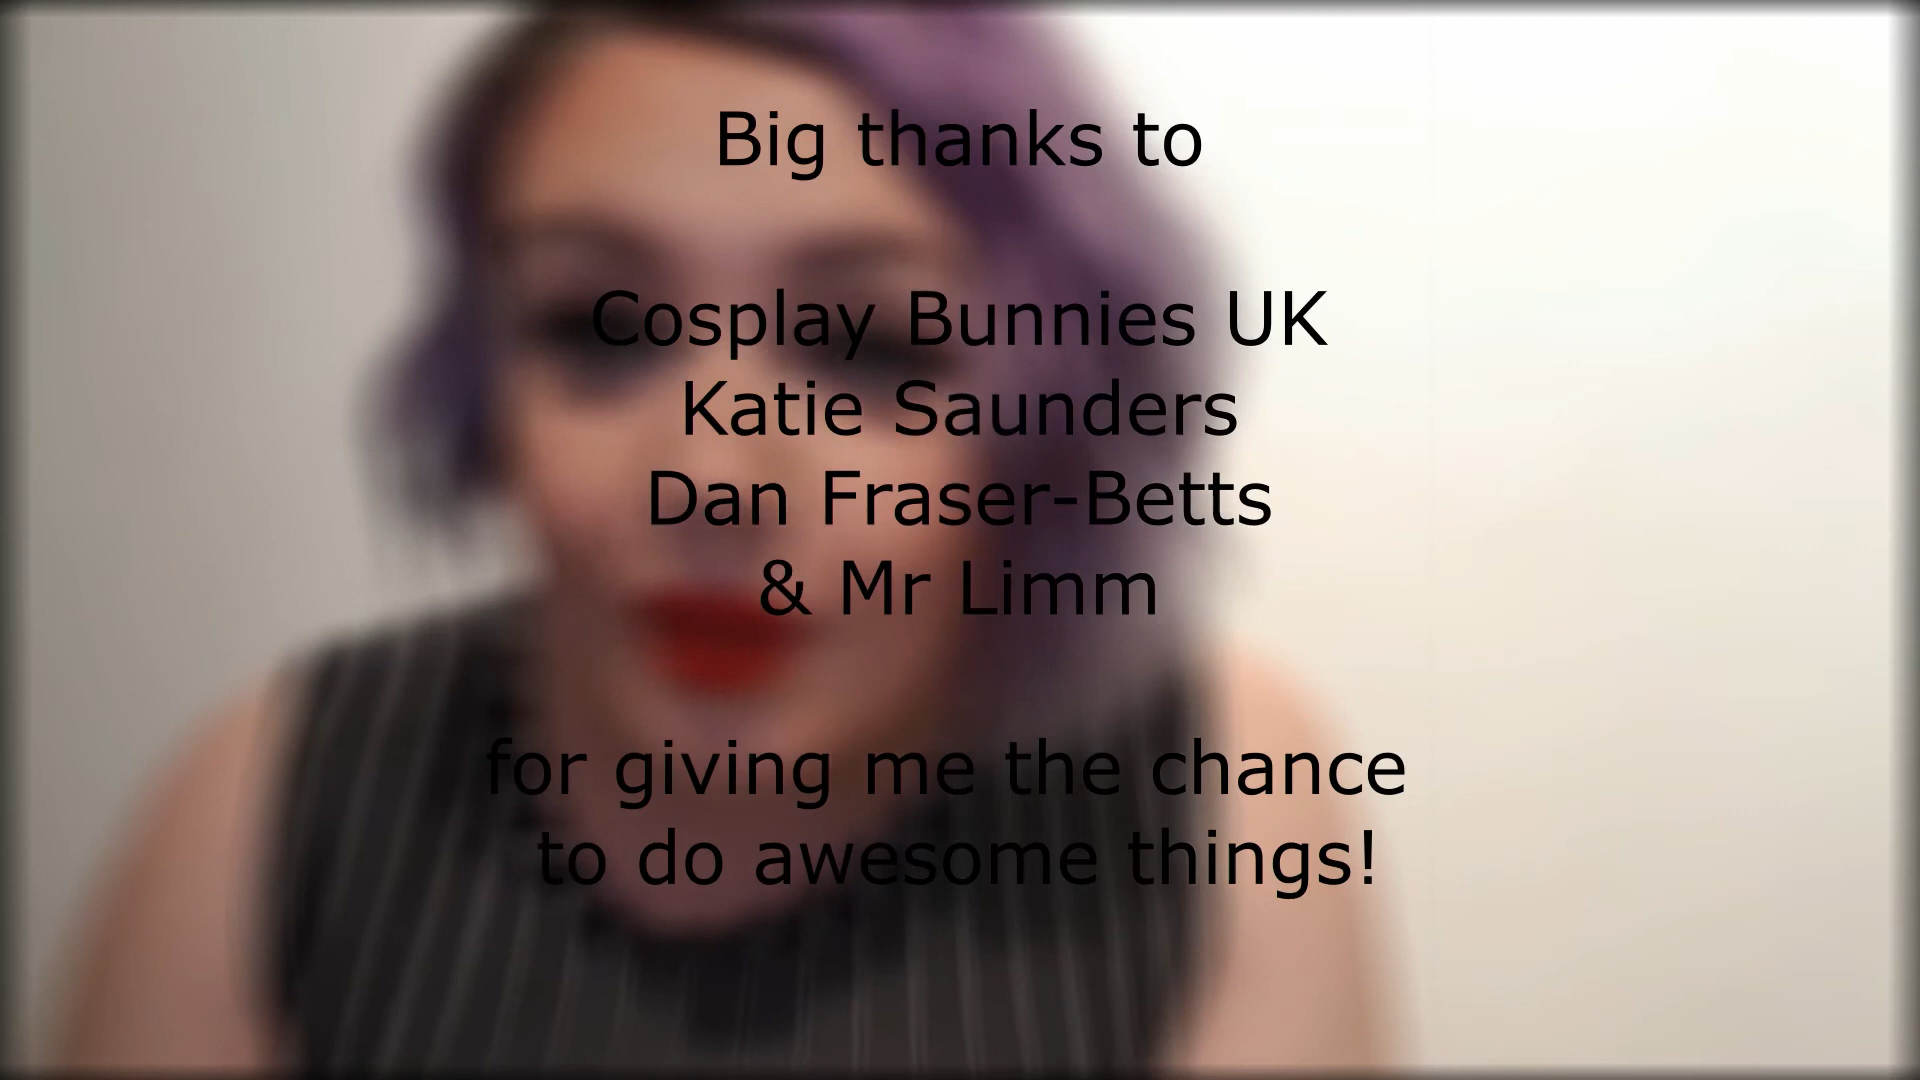 Big thanks to
Cosplay Bunnies UK
Katie Saunders
Dan Fraser-Betts
& Mr Limm
for giving me the chance
to do awesome things!